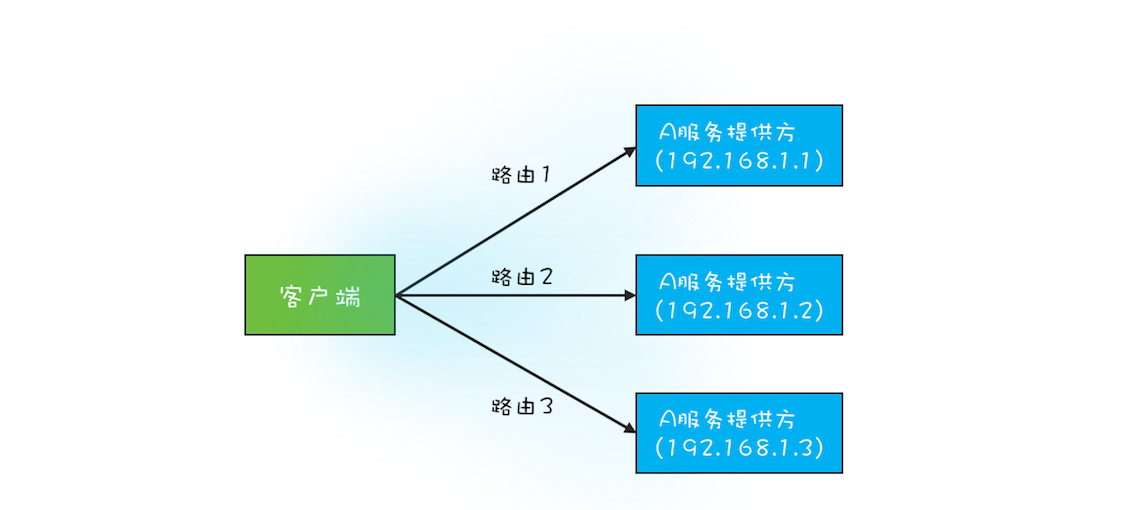 A服务提供方
(192.168.1.1)
路由1
客户端
路由2
A服务提供方
(192.168.1.2)
路由3
A服务提供方
(192.168.1.3)